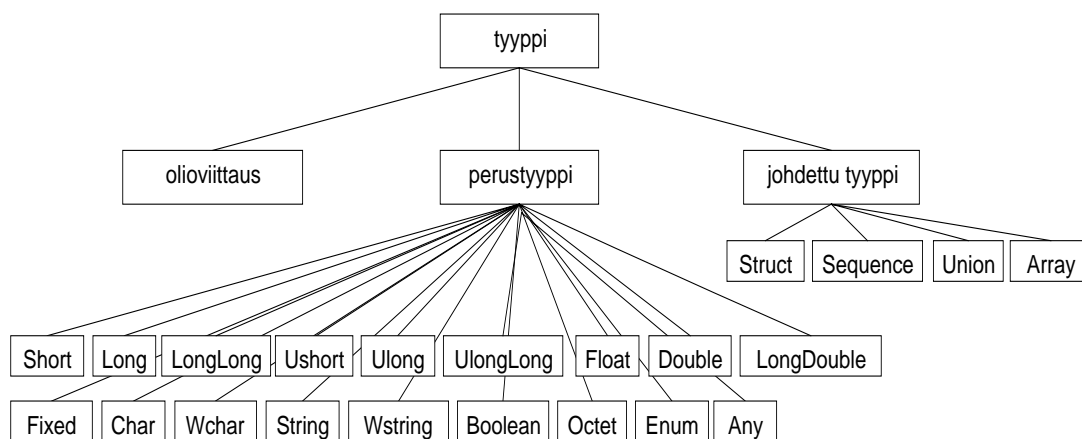 tyyppi
olioviittaus perustyyppi johdettu tyyppi
Struct Sequence Union Array
Short Long LongLong Ushort Ulong UlongLong Float Double LongDouble
Fixed Char Wchar String Wstring Boolean Octet Enum Any